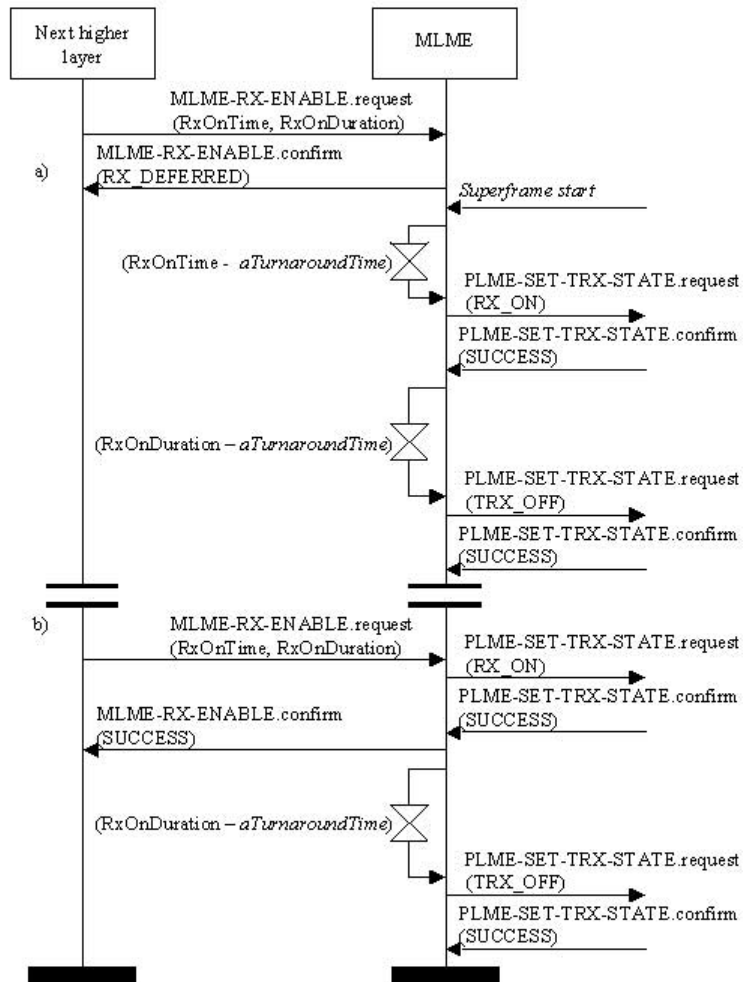 Next higher
layer
MLME
MLME-RX-ENABLE.request
(RxOnTime, RxOnDuration)
MLME-RX-ENABLE.confirm
a)
(RX_DEFERRED)
Superframe start
(RxOnTime - aTurnaroundTime)
PLME-SET-TRX-STATE.request
(RX_ON)
PLME-SET-TRX-STATE.confirm
(SUCCESS)
(RxOnDuration – aTurnaroundTime)
PLME-SET-TRX-STATE.request
(TRX_OFF)
PLME-SET-TRX-STATE.confirm
(SUCCESS)
b)
MLME-RX-ENABLE.request
(RxOnTime, RxOnDuration)
PLME-SET-TRX-STATE.request
(RX_ON)
MLME-RX-ENABLE.confirm
(SUCCESS)
PLME-SET-TRX-STATE.confirm
(SUCCESS)
(RxOnDuration – aTurnaroundTime)
PLME-SET-TRX-STATE.request
(TRX_OFF)
PLME-SET-TRX-STATE.confirm
(SUCCESS)